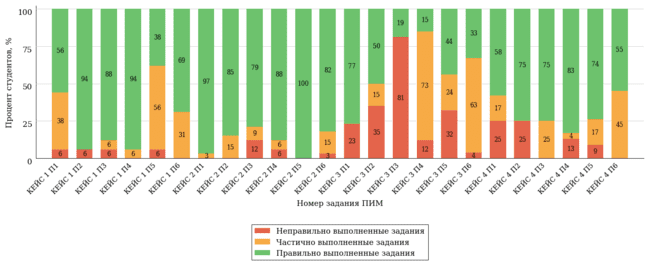 Процент студентов, %
100
75
50
25
0
56
38
6
94
6
88
6
6
94
6
38
56
6
69
31
97
3
85
15
79
9
12
88
6
6
100
82
15
3
77
23
50
15
35
19
81
15
73
12
44
24
32
33
63
4
58
17
25
75
25
75
25
83
4
13
74
17
9
55
45
КЕЙС 1 П1
КЕЙС 1 П2
КЕЙС 1 П3
КЕЙС 1 П4
КЕЙС 1 П5
КЕЙС 1 П6
КЕЙС 2 П1
КЕЙС 2 П2
КЕЙС 2 П3
КЕЙС 2 П4
КЕЙС 2 П5
КЕЙС 2 П6
КЕЙС 3 П1
КЕЙС 3 П2
КЕЙС 3 П3
КЕЙС 3 П4
КЕЙС 3 П5
КЕЙС 3 П6
КЕЙС 4 П1
КЕЙС 4 П2
КЕЙС 4 П3
КЕЙС 4 П4
КЕЙС 4 П5
КЕЙС 4 П6
Номер задания ПИМ
Неправильно выполненные задания
Частично выполненные задания
Правильно выполненные задания